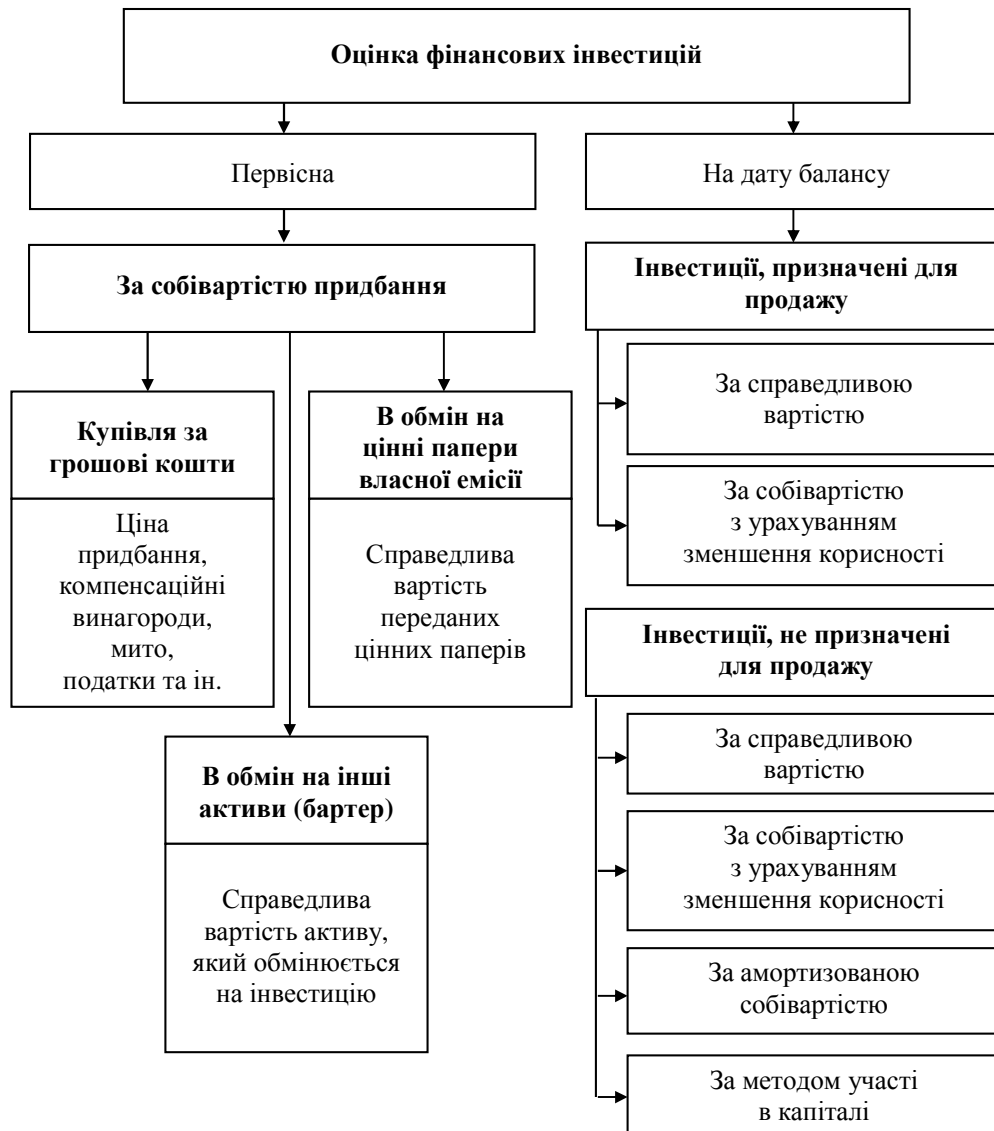 Оцінка фінансових інвестицій
Первісна
За собівартістю придбання
Купівля за
грошові кошти
Ціна
придбання,
компенсаційні
винагороди,
мито,
податки та ін.
В обмін на
цінні папери
власної емісії
Справедлива
вартість
переданих
цінних паперів
В обмін на інші
активи (бартер)
Справедлива
вартість активу,
який обмінюється
на інвестицію
На дату балансу
Інвестиції, призначені для
продажу
За справедливою
вартістю
За собівартістю
з урахуванням
зменшення корисності
Інвестиції, не призначені
для продажу
За справедливою
вартістю
За собівартістю
з урахуванням
зменшення корисності
За амортизованою
собівартістю
За методом участі
в капіталі